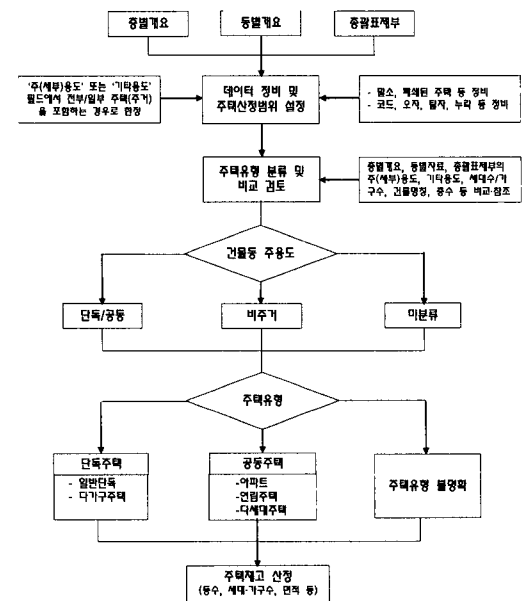 층별개요
동별개요
총괄표제부
'주(세부)용도' 또는 '기타용도'
필드에서 전부/일부 주택(주거)
을 포함하는 경우로 한정
데이터 정비 및
주택산정범위 설정
- 말소, 폐쇄된 주택 등 정비
- 코드, 오자, 탈자, 누락 등 정비
주택유형 분류 및
비교 검토
층별개요, 동별자료, 총괄표제부의
주(세부)용도, 기타용도, 세대수/가
구수, 건물명칭, 층수 등 비교·참조
건물동 주용도
단독/공동
비주거
미분류
주택유형
단독주택
- 일반단독
- 다가구주택
공동주택
-아파트
-연립주택
-다세대주택
주택유형 불명확
주택재고 산정
(동수, 세대·가구수, 면적 등)